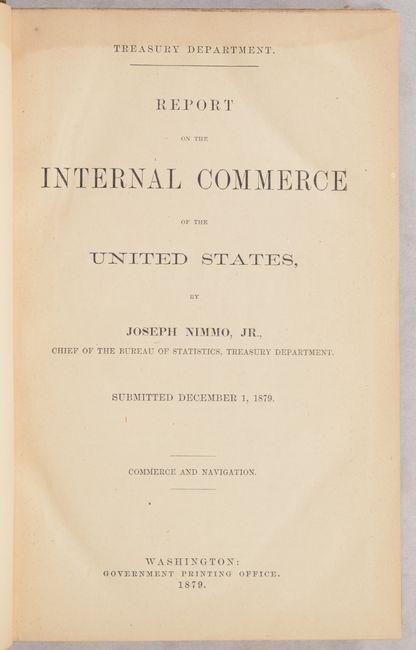 TREASURY DEPARTMENT.
REPORT
ON THE
INTERNAL COMMERCE
OF THE
UNITED STATES,
BY
JOSEPH NIMMO, JR.,
CHIEF OF THE BUREAU OF STATISTICS, TREASURY DEPARTMENT.
SUBMITTED DECEMBER 1, 1879.
COMMERCE AND NAVIGATION.
WASHINGTON:
GOVERNMENT PRINTING OFFICE.
1879.